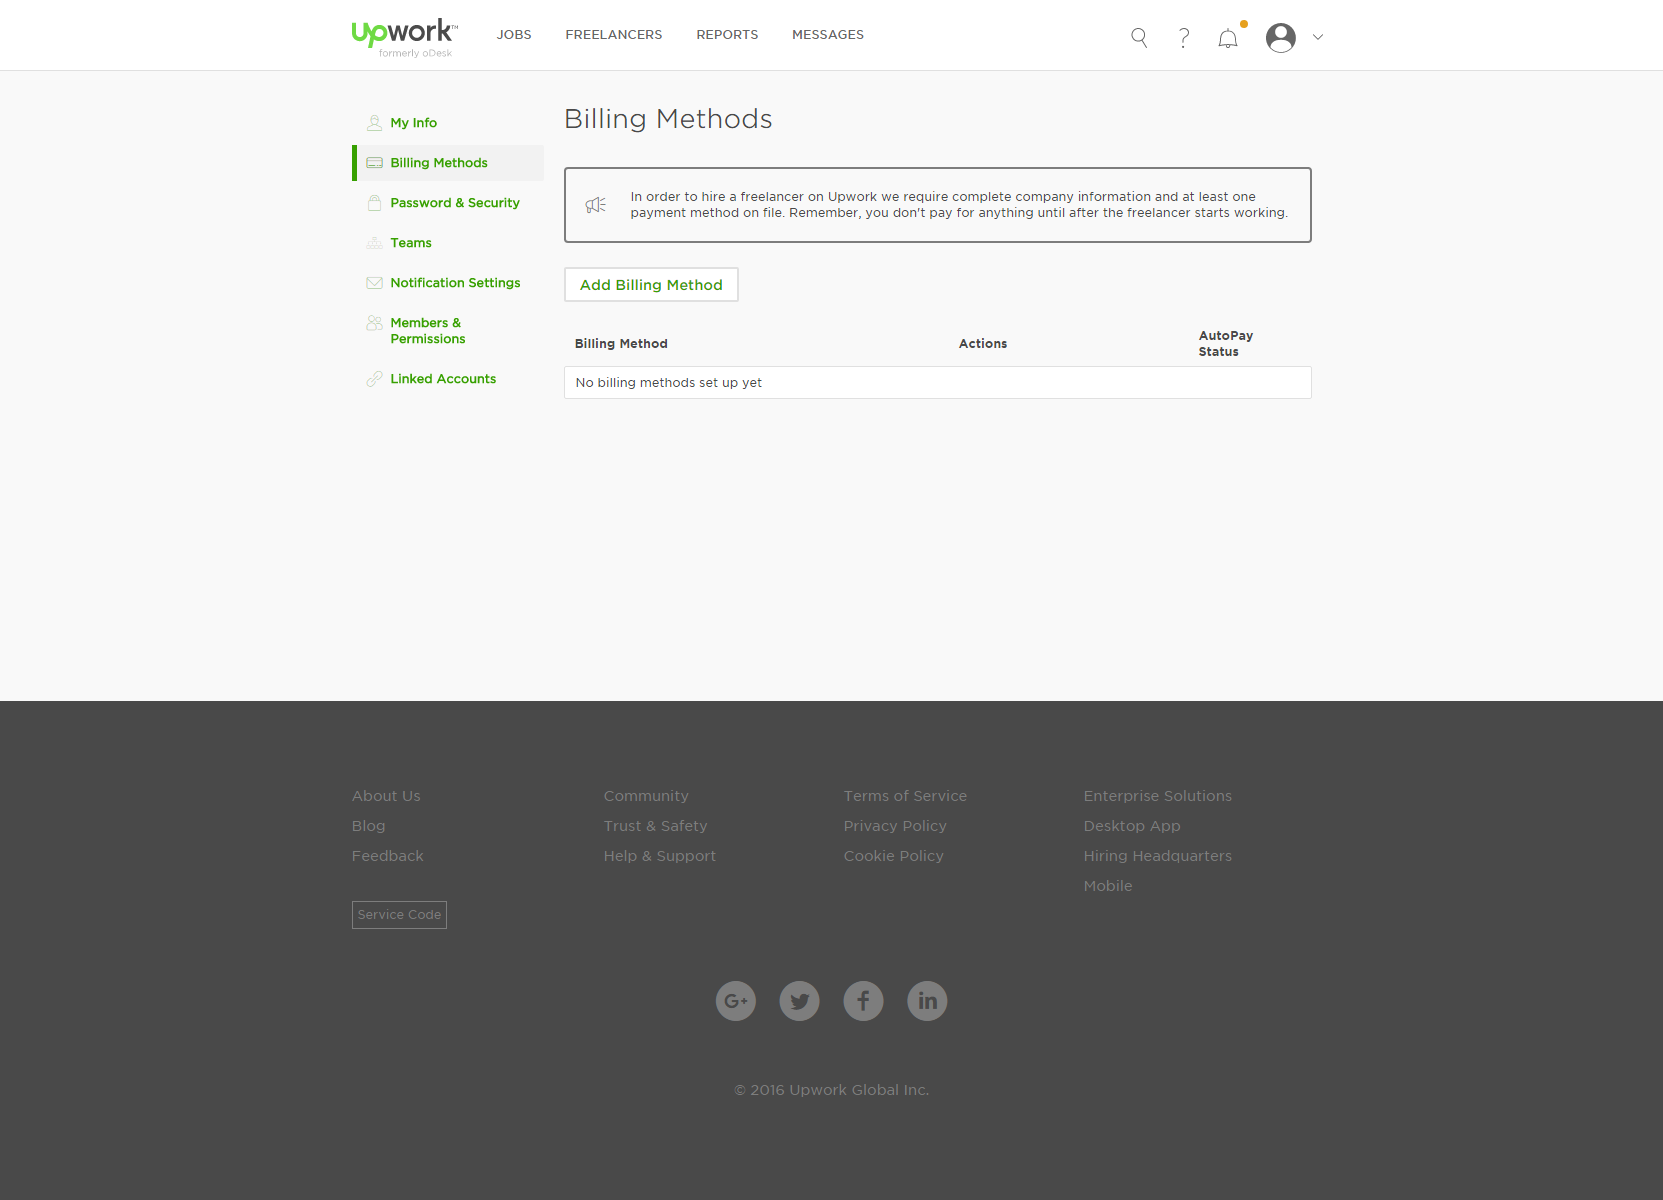 upwork™
formerly oDesk
JOBS FREELANCERS REPORTS MESSAGES
My Info
Billing Methods
Password & Security
Teams
Notification Settings
Members &
Permissions
Linked Accounts
Billing Methods
In order to hire a freelancer on Upwork we require complete company information and at least one
payment method on file. Remember, you don't pay for anything until after the freelancer starts working.
Add Billing Method
Billing Method Actions AutoPay
Status
No billing methods set up yet
About Us
Blog
Feedback
Community
Trust & Safety
Help & Support
Terms of Service
Privacy Policy
Cookie Policy
Enterprise Solutions
Desktop App
Hiring Headquarters
Mobile
Service Code
G+
f
in
© 2016 Upwork Global Inc.